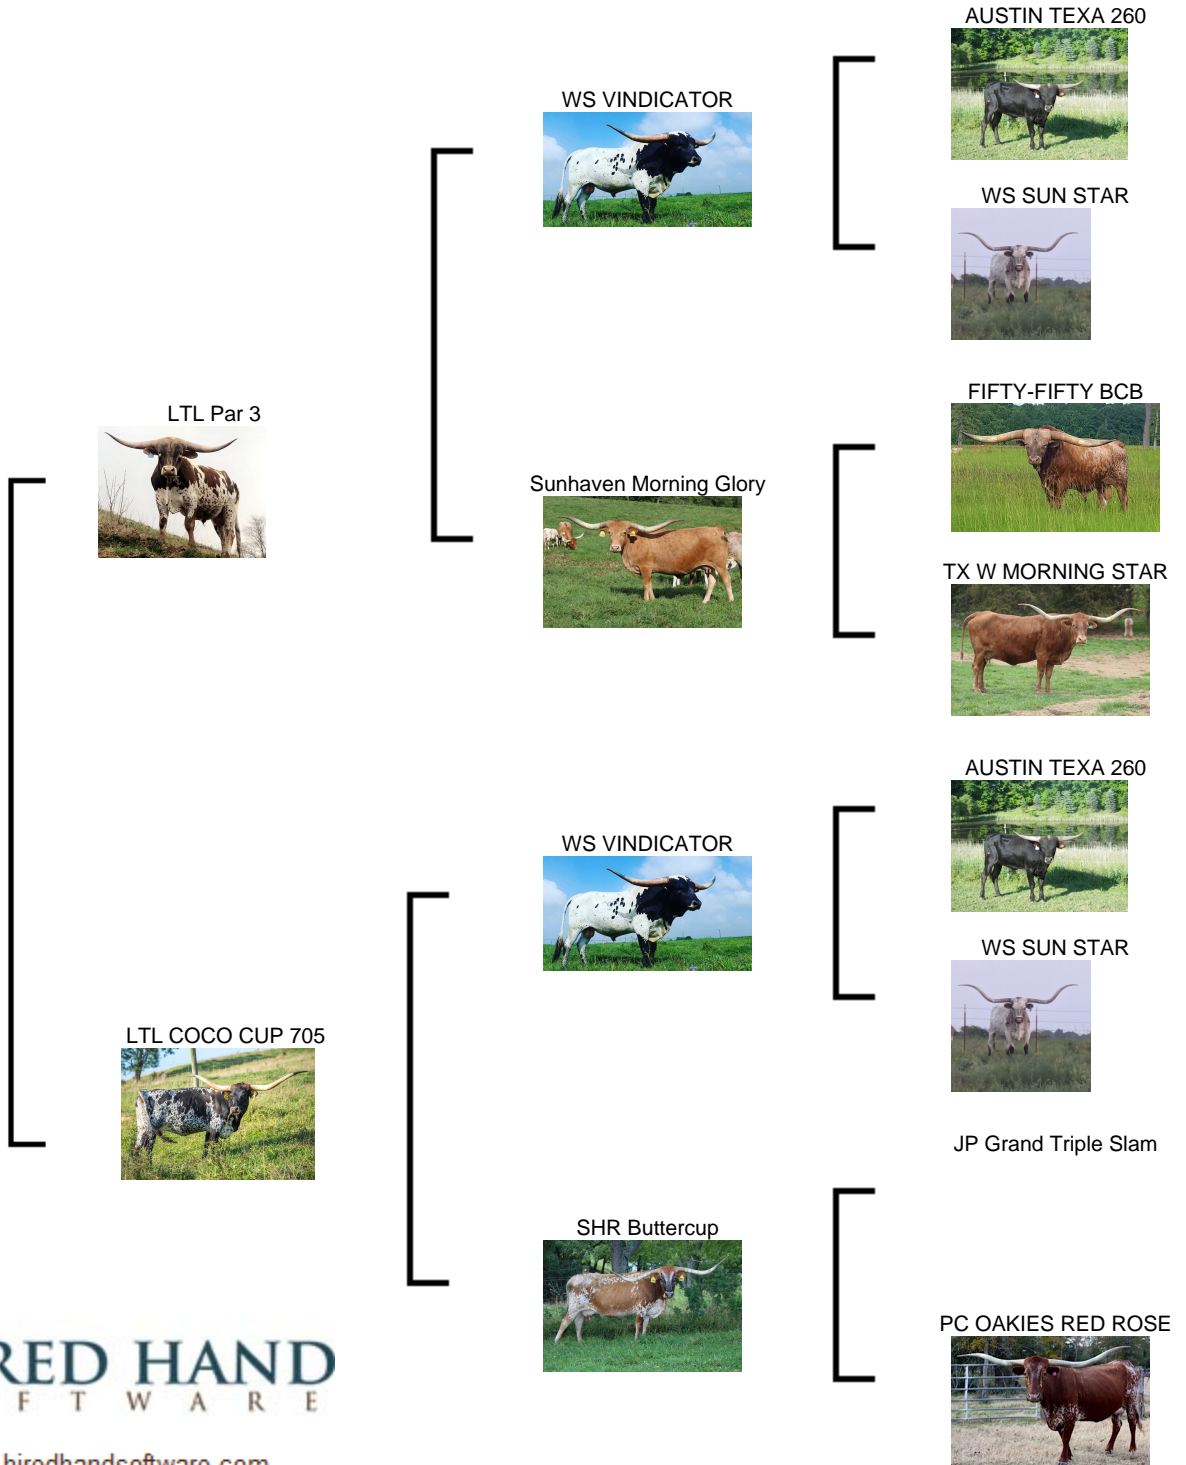 AUSTIN TEXA 260
WS VINDICATOR
WS SUN STAR
FIFTY-FIFTY BCB
LTL Par 3
Sunhaven Morning Glory
TX W MORNING STAR
AUSTIN TEXA 260
WS VINDICATOR
WS SUN STAR
LTL COCO CUP 705
JP Grand Triple Slam
SHR Buttercup
PC OAKIES RED ROSE
RED HAND
F T W A R E
hiredhandsoftware.com